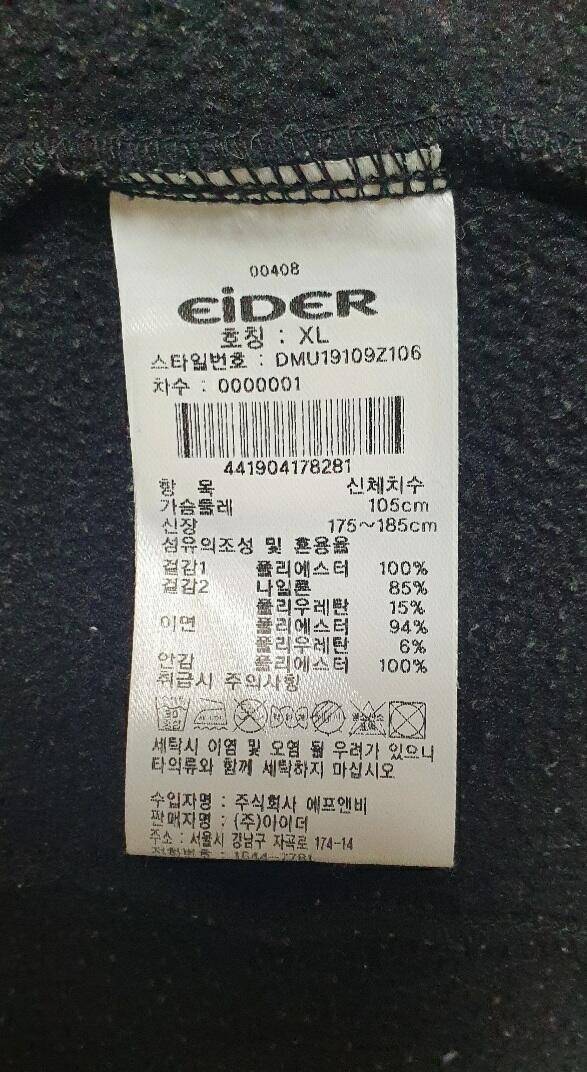 00408
EiDER
호칭 : XL
스타일번호 : DMU19109Z106
차수 : 0000001
441904178281
항 목 신체치수
가슴둘레 105cm
신장 175~185cm
섬유의조성 및 혼용율
겉감1 폴리에스터 100%
겉감2 나일론 85%
폴리우레탄 15%
이면 폴리에스터 94%
폴리우레탄 6%
안감 폴리에스터 100%
취급시 주의사항
세탁시 이염 및 오염 될 우려가 있으니
타의류와 함께 세탁하지 마십시오
수입자명 : 주식회사 에프앤비
판매자명 : (주)아이더
주소 : 서울시 강남구 자곡로 174-14
전화번호 : 1644-7781